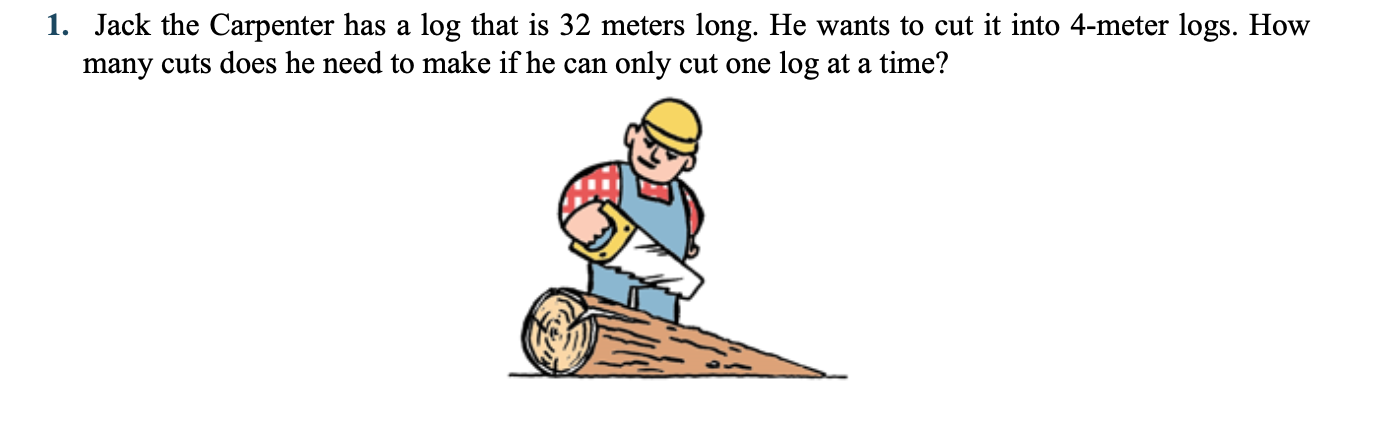 1. Jack the Carpenter has a log that is 32 meters long. He wants to cut it into 4-meter logs. How
many cuts does he need to make if he can only cut one log at a time?